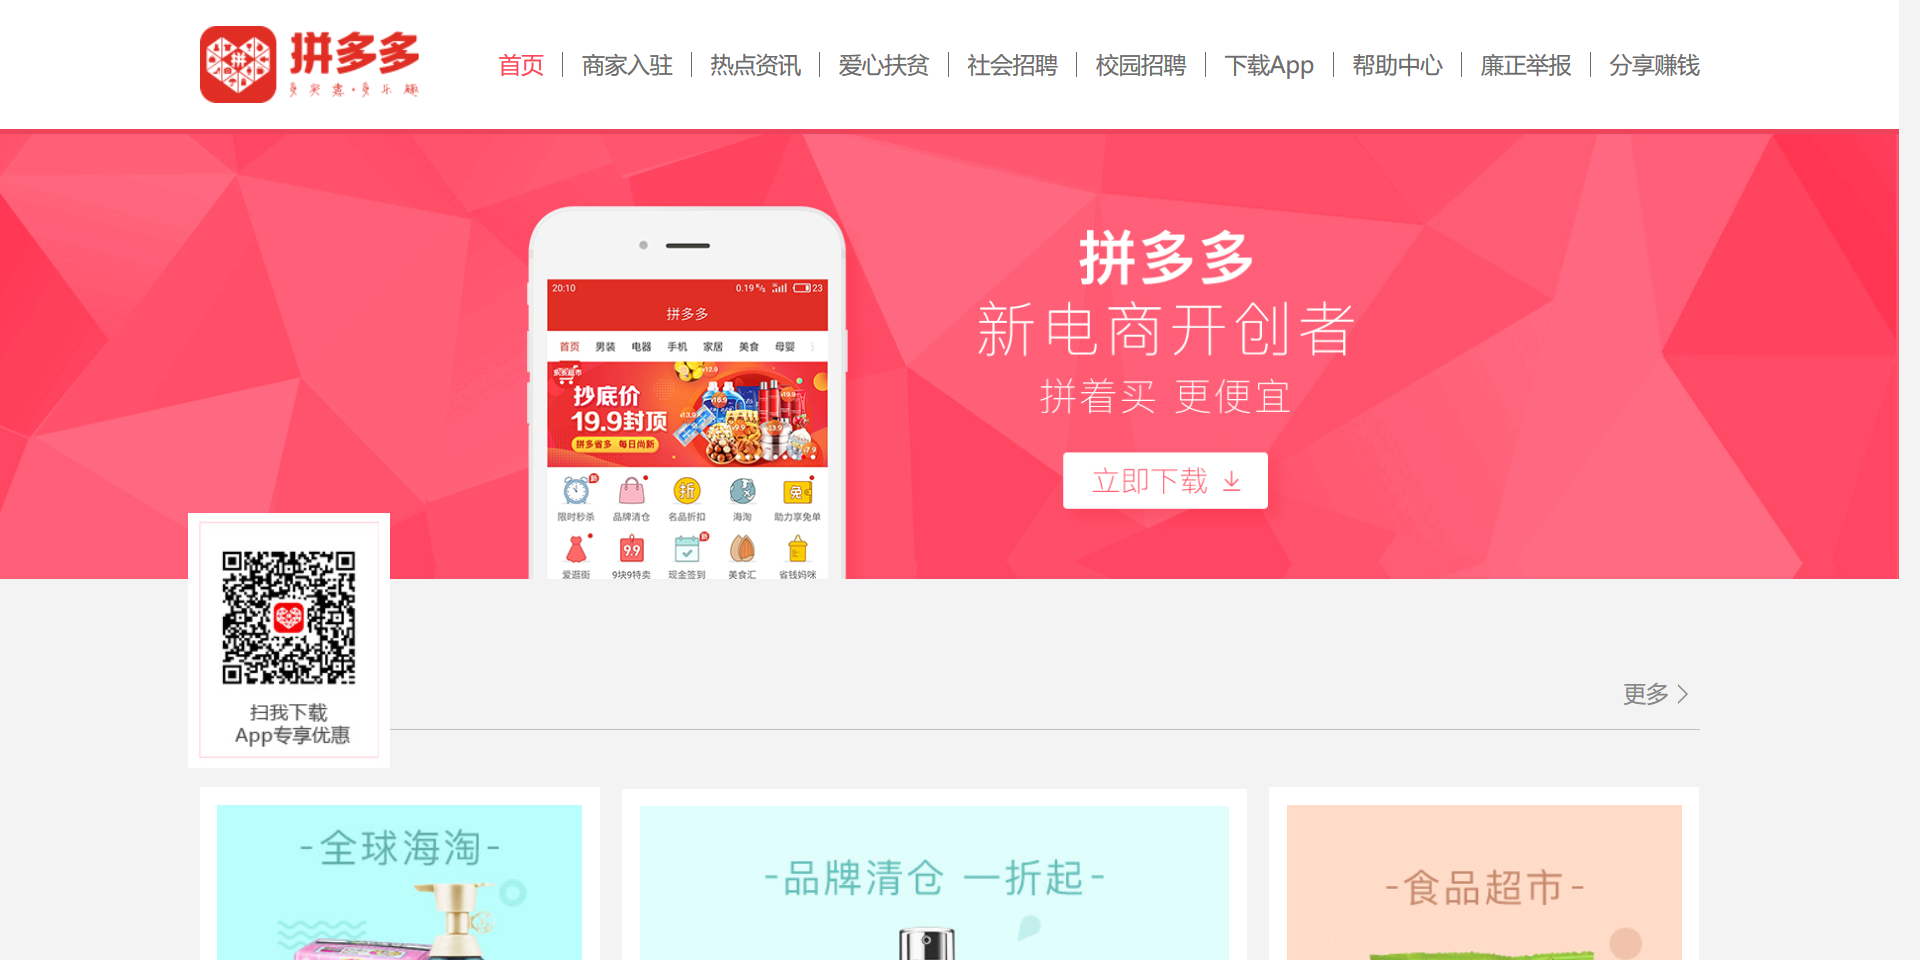 拼多多
多实惠·多乐趣
首页
商家入驻
热点资讯
爱心扶贫
社会招聘
校园招聘
下载App
帮助中心
廉正举报
分享赚钱
20:10 0.19 K/s 23
拼多多
首页 男装 电器 手机 家居 美食 母婴
多多超市
抄底价
19.9封顶
拼多省多 每日尚新
限时秒杀 品牌清仓 名品折扣 海淘 助力享免单
爱逛街 9块9特卖 现金签到 美食汇 省钱妈咪
拼多多
新电商开创者
拼着买 更便宜
立即下载
扫我下载
App专享优惠
更多
-全球海淘-
-品牌清仓 一折起-
-食品超市-